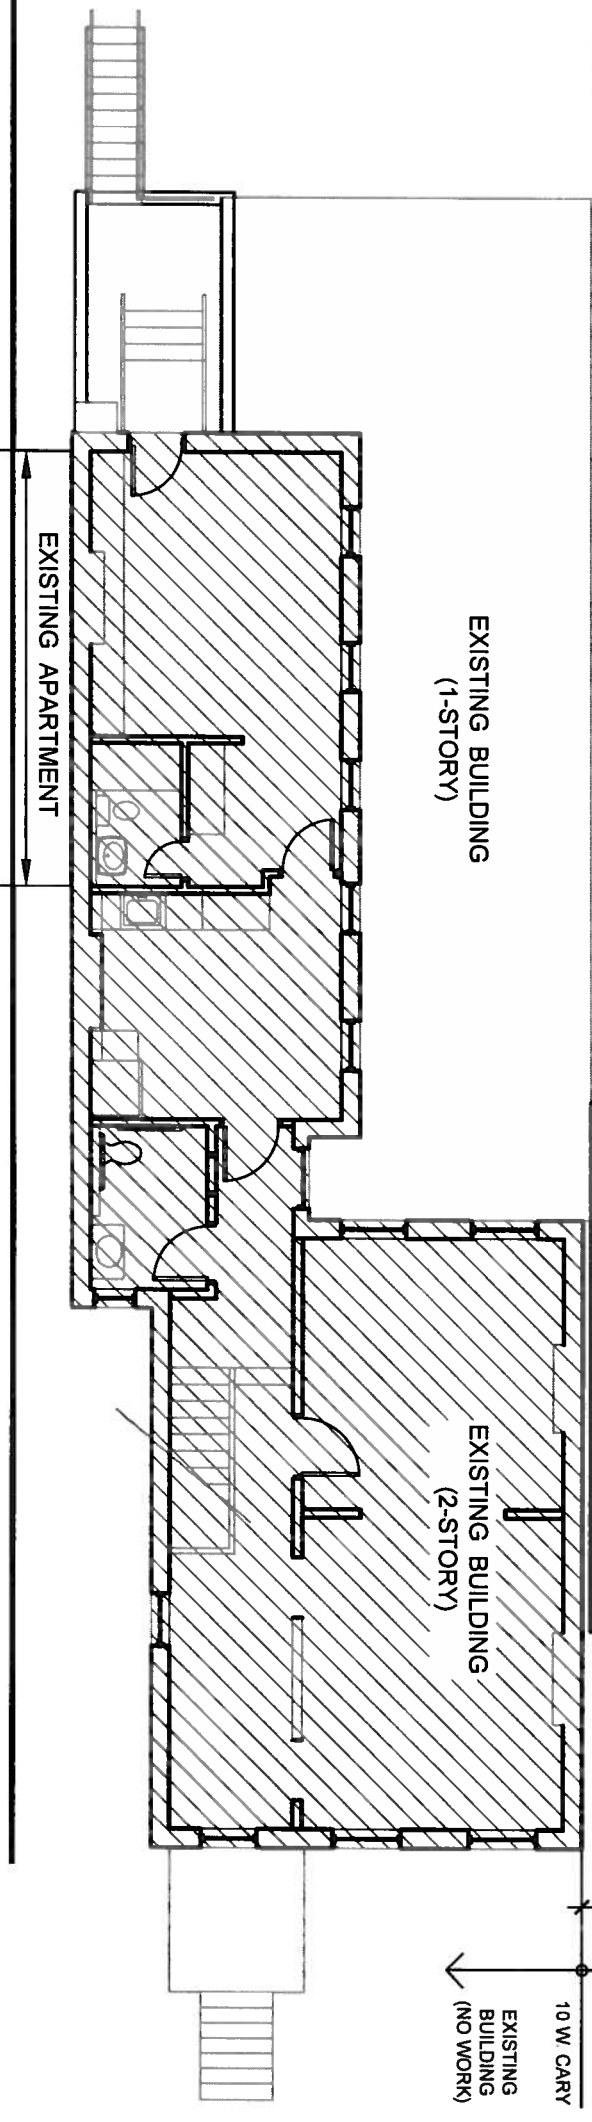 EXISTING BUILDING
(1-STORY)
EXISTING APARTMENT
EXISTING BUILDING
(2-STORY)
10 W. CARY
EXISTING
BUILDING
(NO WORK)